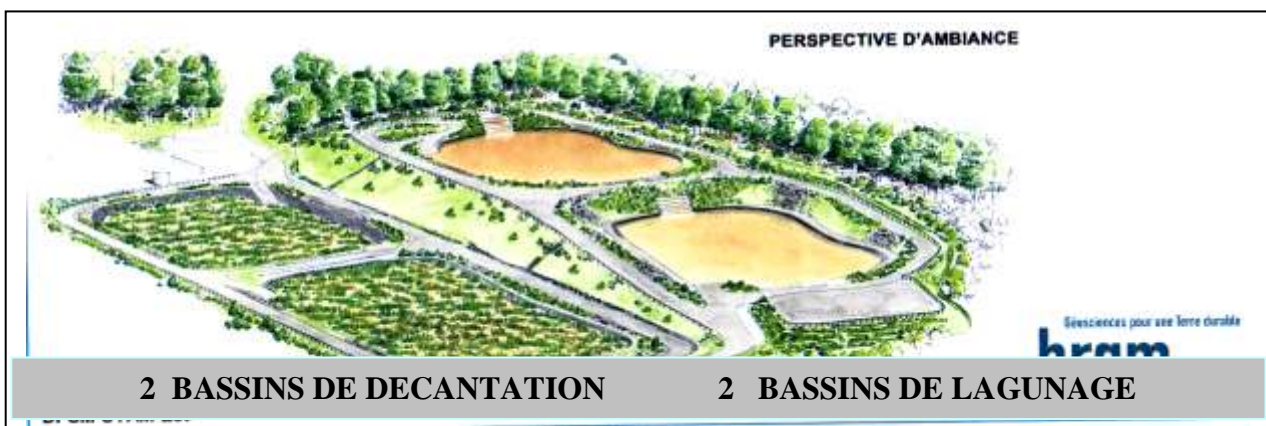 PERSPECTIVE D'AMBIANCE
Géosciences pour une Terre durable
brgm
2 BASSINS DE DECANTATION 2 BASSINS DE LAGUNAGE